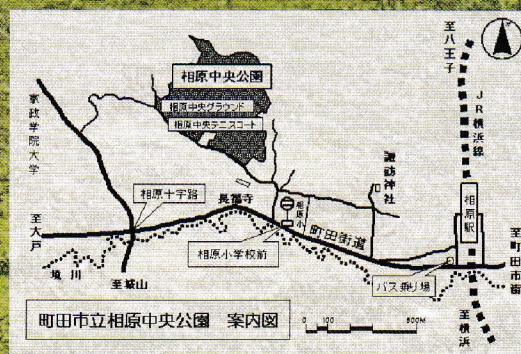 至八王子
JR横浜線
相原中央公園
相原中央グラウンド
相原中央テニスコート
家政学院大学
諏訪神社
相原十字路
長福寺
相原小
相原駅
至大戸
町田街道
相原小学校前
至町田市街
境川
至城山
バス乗り場
町田市立相原中央公園 案内図
0 100 500M
至横浜